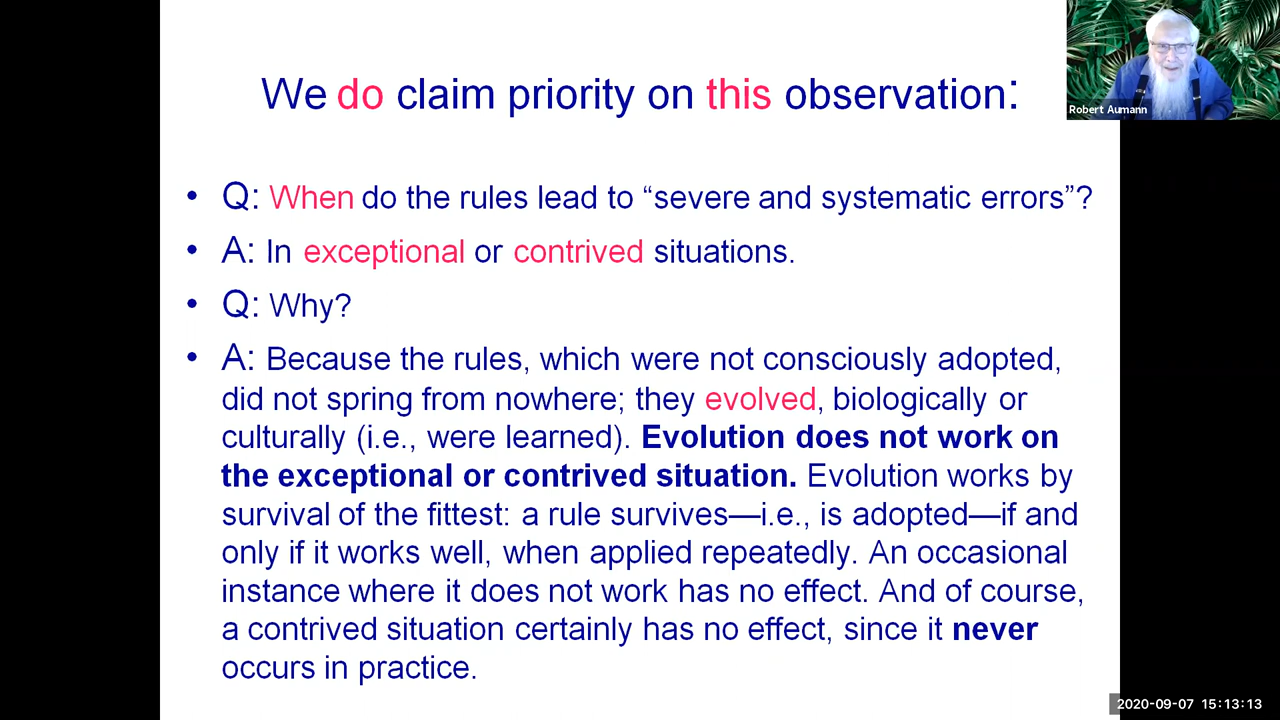 We do claim priority on this observation:
Robert Aumann
• Q: When do the rules lead to “severe and systematic errors”?
• A: In exceptional or contrived situations.
• Q: Why?
• A: Because the rules, which were not consciously adopted,
did not spring from nowhere; they evolved, biologically or
culturally (i.e., were learned). Evolution does not work on
the exceptional or contrived situation. Evolution works by
survival of the fittest: a rule survives—i.e., is adopted—if and
only if it works well, when applied repeatedly. An occasional
instance where it does not work has no effect. And of course,
a contrived situation certainly has no effect, since it never
occurs in practice.
2020-09-07 15:13:13